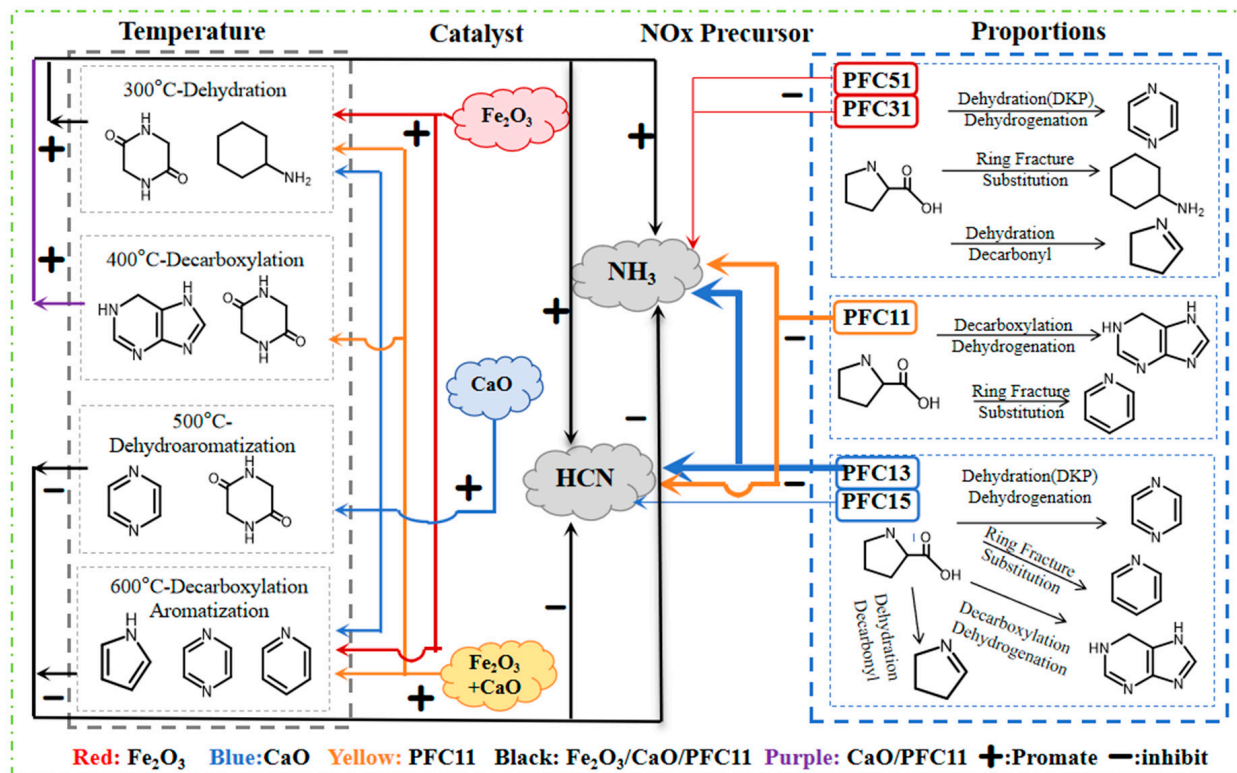 Temperature
Catalyst
NOx Precursor
Proportions
300°C-Dehydration
H
N
O
O
N
H
NH₂
+
+
400°C-Decarboxylation
H
N
HN
N
N
H
N
O
N
H
O
500°C-
Dehydroaromatization
N
N
H
N
O
N
H
O
−
600°C-Decarboxylation
Aromatization
H
N
N
N
N
−
Fe₂O₃
+
CaO
+
Fe₂O₃
+CaO
+
+
−
NH₃
+
−
−
HCN
−
−
PFC51
PFC31
Dehydration(DKP)
Dehydrogenation
N
N
N
O
OH
Ring Fracture
Substitution
NH₂
Dehydration
Decarbonyl
N
PFC11
Decarboxylation
Dehydrogenation
H
N
HN
N
N
N
O
OH
Ring Fracture
Substitution
N
PFC13
PFC15
Dehydration(DKP)
Dehydrogenation
N
N
N
O
OH
Ring Fracture
Substitution
N
Decarboxylation
Dehydrogenation
H
N
HN
N
N
Dehydration
Decarbonyl
N
Red: Fe₂O₃ Blue:CaO Yellow: PFC11 Black: Fe₂O₃/CaO/PFC11 Purple: CaO/PFC11 +:Promate −:inhibit